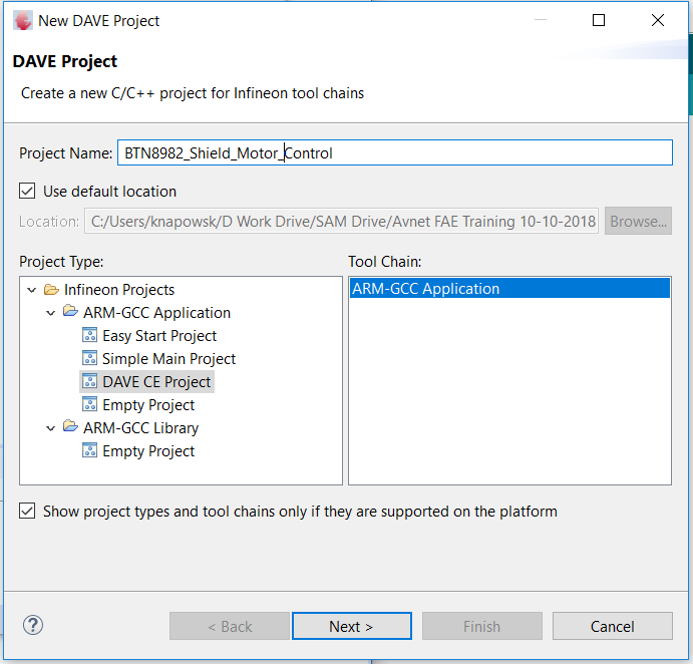 New DAVE Project
DAVE Project
Create a new C/C++ project for Infineon tool chains
Project Name: BTN8982_Shield_Motor_Control
Use default location
Location: C:/Users/knapowsk/D Work Drive/SAM Drive/Avnet FAE Training 10-10-2018 Browse...
Project Type: Tool Chain:
Infineon Projects ARM-GCC Application
ARM-GCC Application
Easy Start Project
Simple Main Project
DAVE CE Project
Empty Project
ARM-GCC Library
Empty Project
Show project types and tool chains only if they are supported on the platform
? < Back Next > Finish Cancel